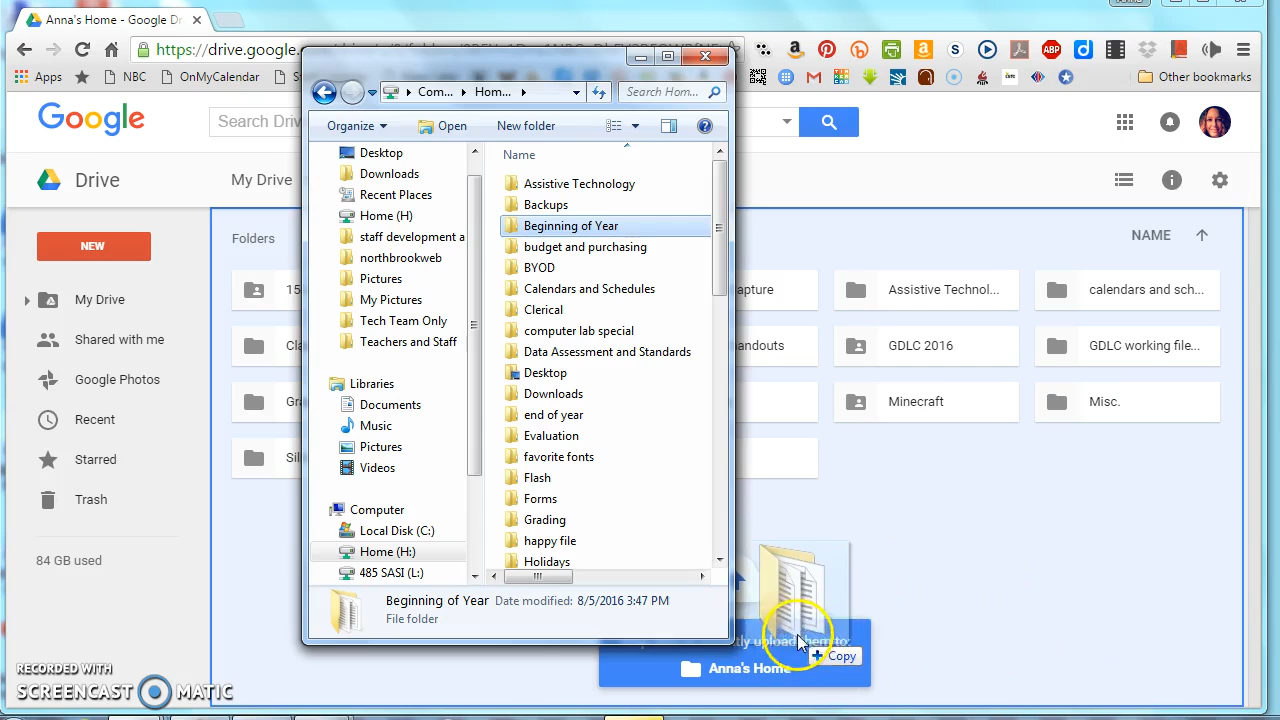 Anna's Home - Google Dri
https://drive.google.
Apps
NBC
OnMyCalendar
Other bookmarks
Google
Search Dri
Drive
My Drive
NEW
My Drive
Shared with me
Google Photos
Recent
Starred
Trash
84 GB used
Folders
NAME
Assistive Technol...
calendars and sch...
GDLC 2016
GDLC working file...
Minecraft
Misc.
Com...
Hom...
Search Hom...
Organize
Open
New folder
Desktop
Downloads
Recent Places
Home (H)
staff development a
northbrookweb
Pictures
My Pictures
Tech Team Only
Teachers and Staff
Libraries
Documents
Music
Pictures
Videos
Computer
Local Disk (C:)
Home (H:)
485 SASI (L:)
Name
Assistive Technology
Backups
Beginning of Year
budget and purchasing
BYOD
Calendars and Schedules
Clerical
computer lab special
Data Assessment and Standards
Desktop
Downloads
end of year
Evaluation
favorite fonts
Flash
Forms
Grading
happy file
Holidays
Beginning of Year Date modified: 8/5/2016 3:47 PM
File folder
upload them to:
Anna's Home
Copy
RECORDED WITH
SCREENCAST MATIC